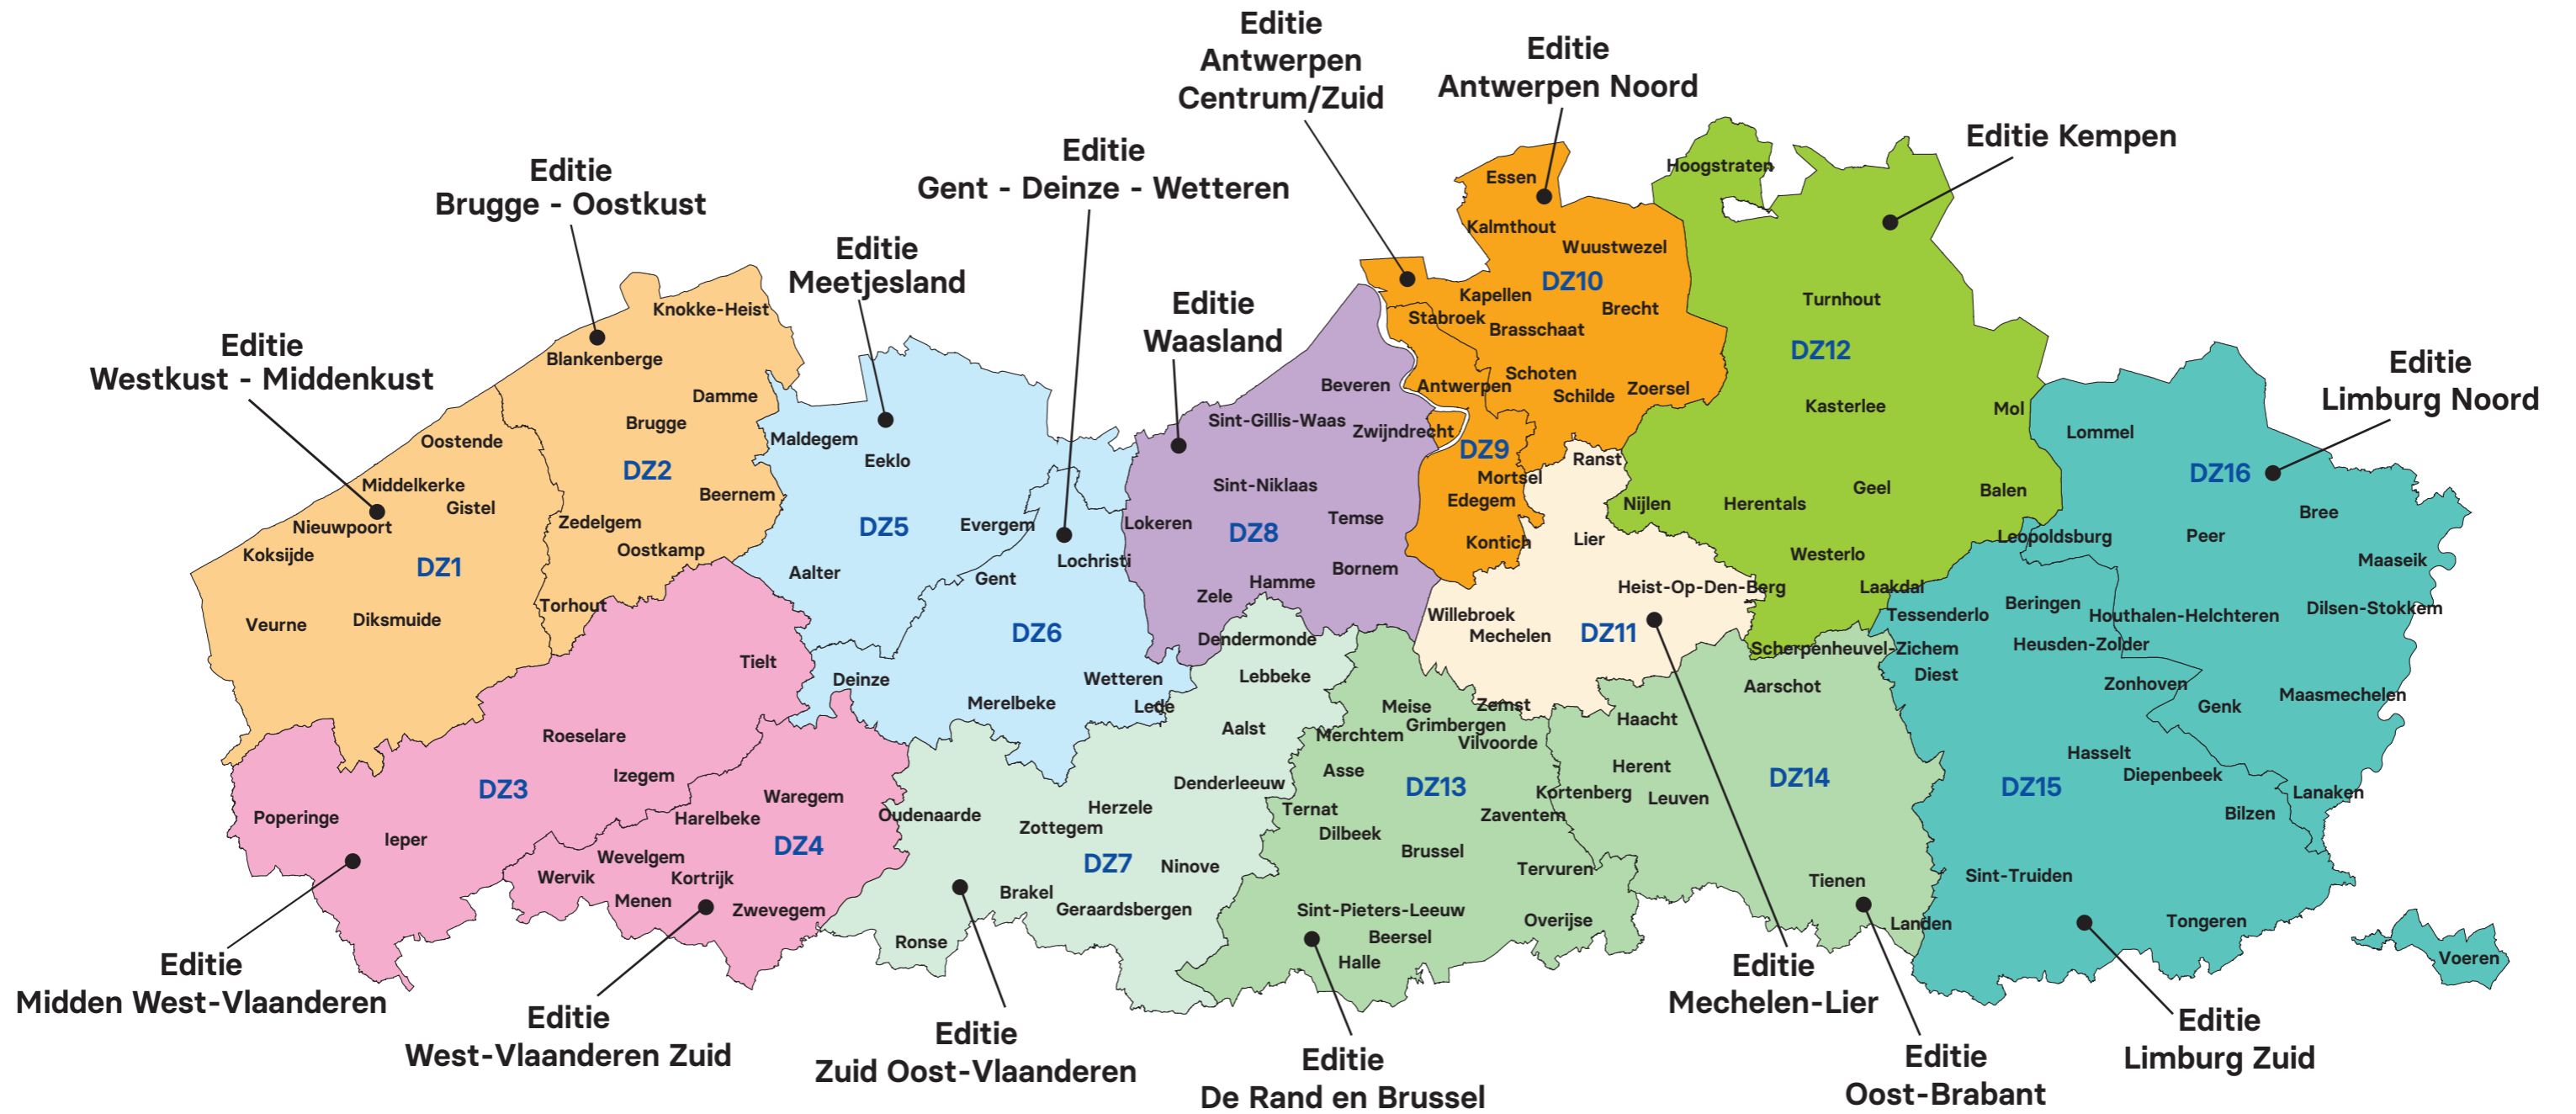 Editie
Antwerpen
Centrum/Zuid
Editie
Antwerpen Noord
Editie Kempen
Editie
Gent - Deinze - Wetteren
Editie
Brugge - Oostkust
Editie
Meetjesland
Editie
Waasland
Editie
Westkust - Middenkust
Editie
Limburg Noord
Oostende
Middelkerke
Gistel
Nieuwpoort
Koksijde
DZ1
Veurne
Diksmuide
Knokke-Heist
Blankenberge
Damme
Brugge
DZ2
Beernem
Zedelgem
Oostkamp
Torhout
Tielt
Roeselare
Izegem
DZ3
Poperinge
Ieper
Waregem
Harelbeke
DZ4
Wevelgem
Wervik
Kortrijk
Menen
Zwevegem
Maldegem
Eeklo
DZ5
Evergem
Aalter
Lochristi
Gent
DZ6
Deinze
Wetteren
Merelbeke
Lede
Dendermonde
Lebbeke
Aalst
Denderleeuw
Herzele
Oudenaarde
Zottegem
DZ7
Ninove
Brakel
Geraardsbergen
Ronse
Beveren
Sint-Gillis-Waas
Zwijndrecht
Sint-Niklaas
Lokeren
Temse
DZ8
Bornem
Hamme
Zele
Antwerpen
DZ9
Mortsel
Edegem
Kontich
Essen
Kalmthout
Wuustwezel
DZ10
Kapellen
Brecht
Stabroek
Brasschaat
Schoten
Schilde
Zoersel
Ranst
Lier
Heist-Op-Den-Berg
Willebroek
Mechelen
DZ11
Zemst
Hoogstraten
Turnhout
DZ12
Kasterlee
Mol
Geel
Balen
Nijlen
Herentals
Westerlo
Laakdal
Meise
Grimbergen
Merchtem
Vilvoorde
Asse
DZ13
Ternat
Zaventem
Dilbeek
Brussel
Tervuren
Sint-Pieters-Leeuw
Overijse
Beersel
Halle
Scherpenheuvel-Zichem
Aarschot
Haacht
Herent
DZ14
Kortenberg
Leuven
Tienen
Landen
Tessenderlo
Beringen
Heusden-Zolder
Diest
Zonhoven
Hasselt
Diepenbeek
DZ15
Bilzen
Sint-Truiden
Tongeren
Voeren
Lommel
DZ16
Bree
Leopoldsburg
Peer
Maaseik
Houthalen-Helchteren
Dilsen-Stokkem
Genk
Maasmechelen
Lanaken
Editie
Midden West-Vlaanderen
Editie
West-Vlaanderen Zuid
Editie
Zuid Oost-Vlaanderen
Editie
De Rand en Brussel
Editie
Mechelen-Lier
Editie
Oost-Brabant
Editie
Limburg Zuid